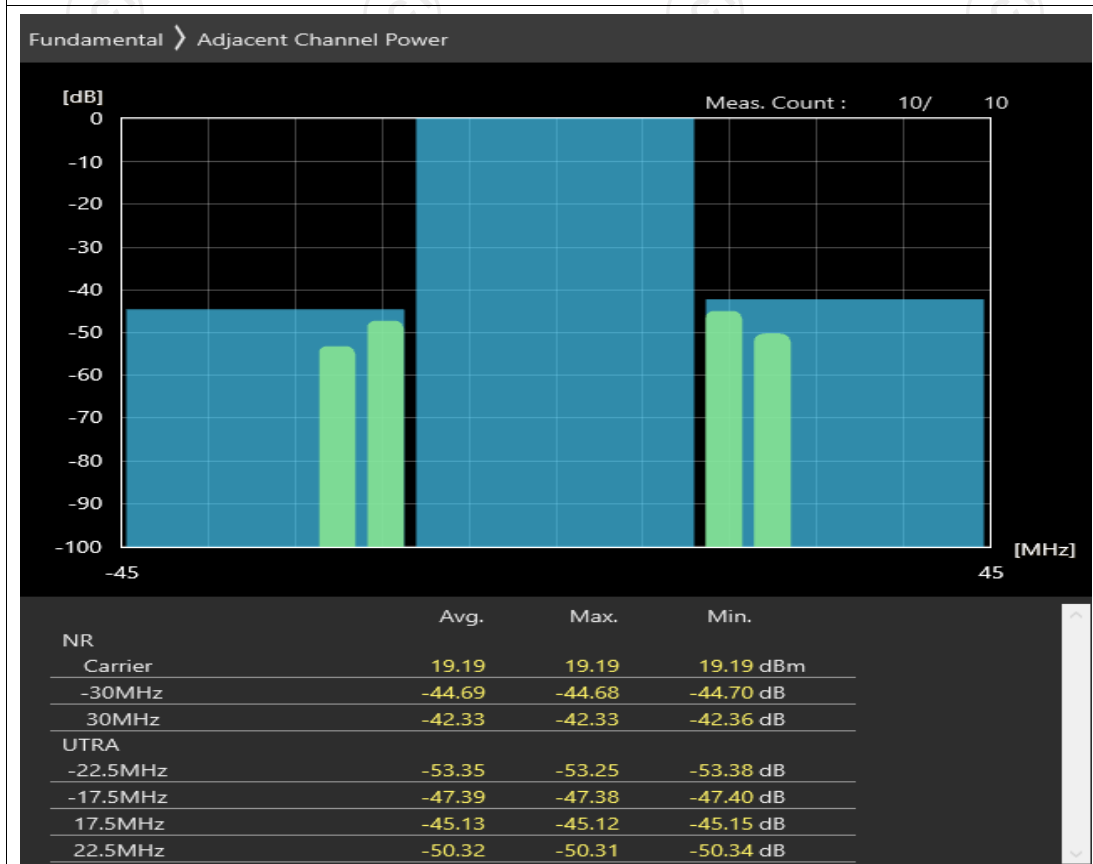 Fundamental 〉 Adjacent Channel Power
[dB]
Meas. Count : 10/ 10
0
-10
-20
-30
-40
-50
-60
-70
-80
-90
-100
[MHz]
-45 45
Avg. Max. Min.
NR
Carrier 19.19 19.19 19.19 dBm
-30MHz -44.69 -44.68 -44.70 dB
30MHz -42.33 -42.33 -42.36 dB
UTRA
-22.5MHz -53.35 -53.25 -53.38 dB
-17.5MHz -47.39 -47.38 -47.40 dB
17.5MHz -45.13 -45.12 -45.15 dB
22.5MHz -50.32 -50.31 -50.34 dB